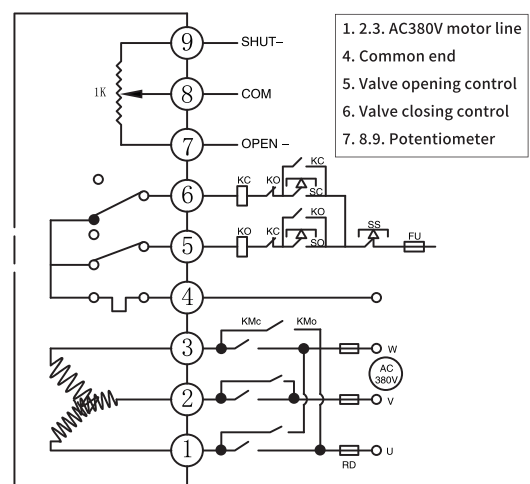 9 SHUT–
1. 2.3. AC380V motor line
4. Common end
5. Valve opening control
6. Valve closing control
7. 8.9. Potentiometer
1K
8 COM
7 OPEN –
KC
6 KC KO SC
KO
5 KO KC SO SS FU
4
KMc KMo
3 W
AC
380V
2 V
1 U
RD